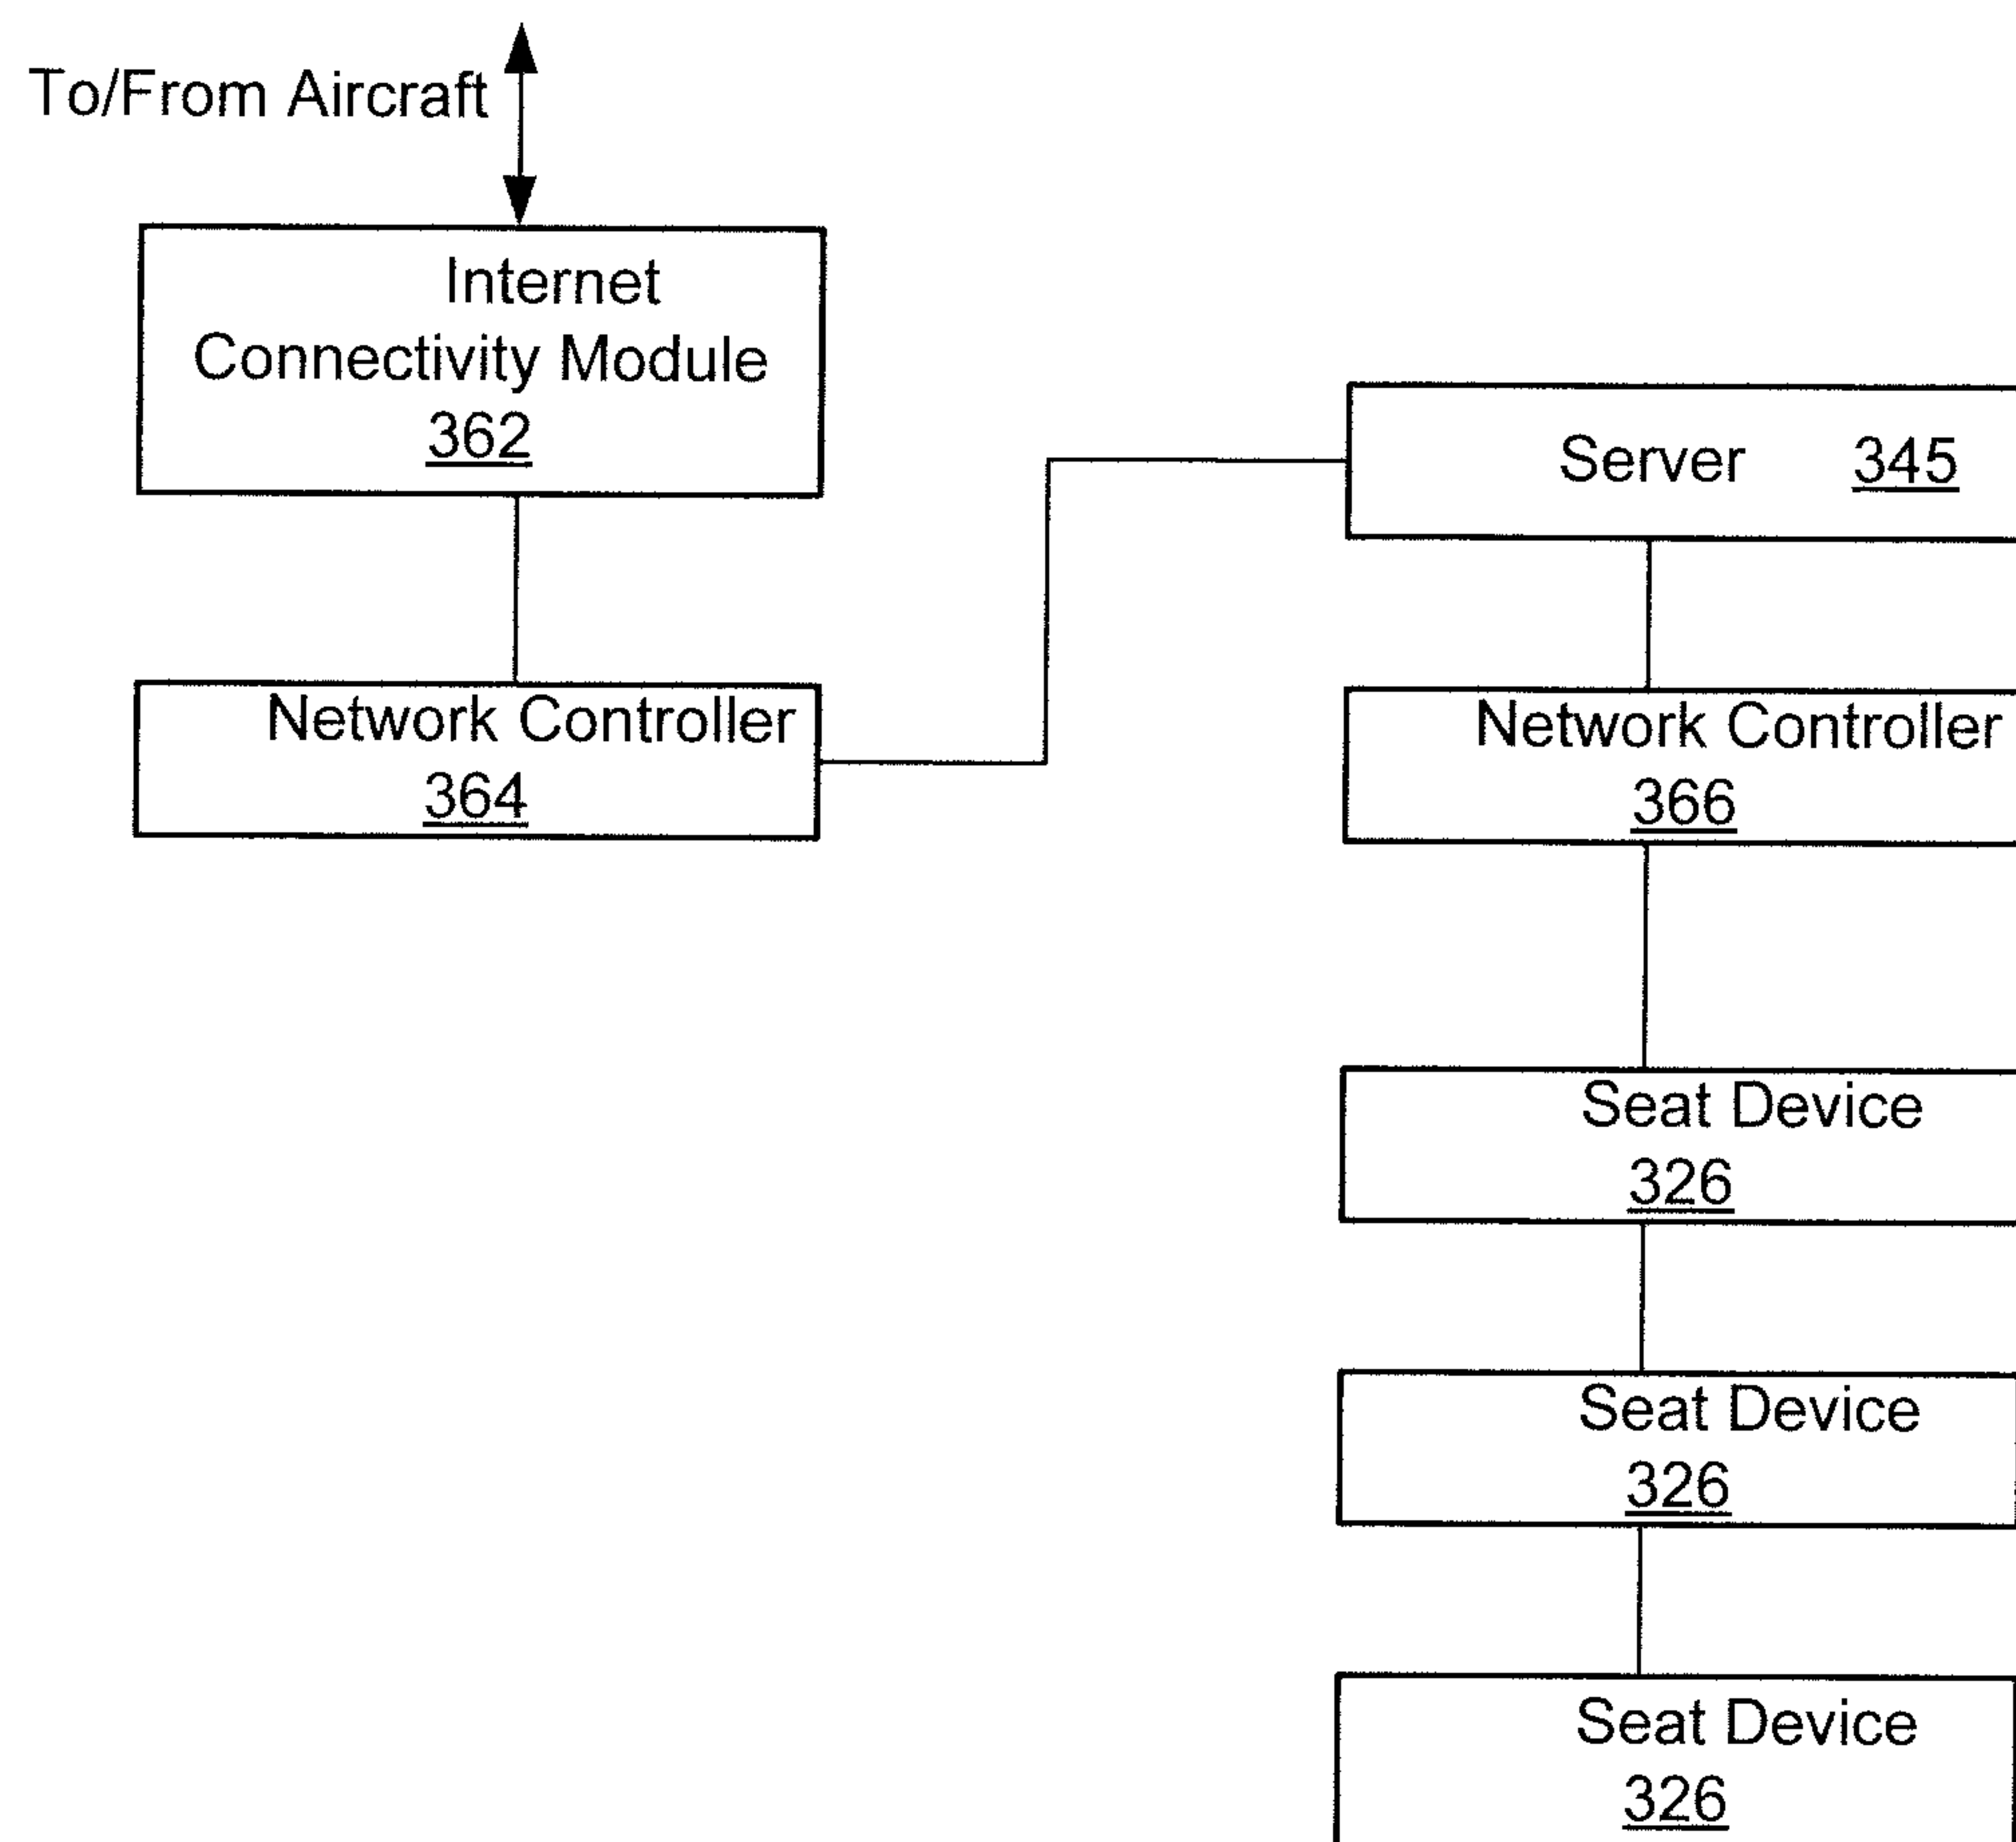 To/From Aircraft
Internet
Connectivity Module
362
Server 345
Network Controller
364
Network Controller
366
Seat Device
326
Seat Device
326
Seat Device
326